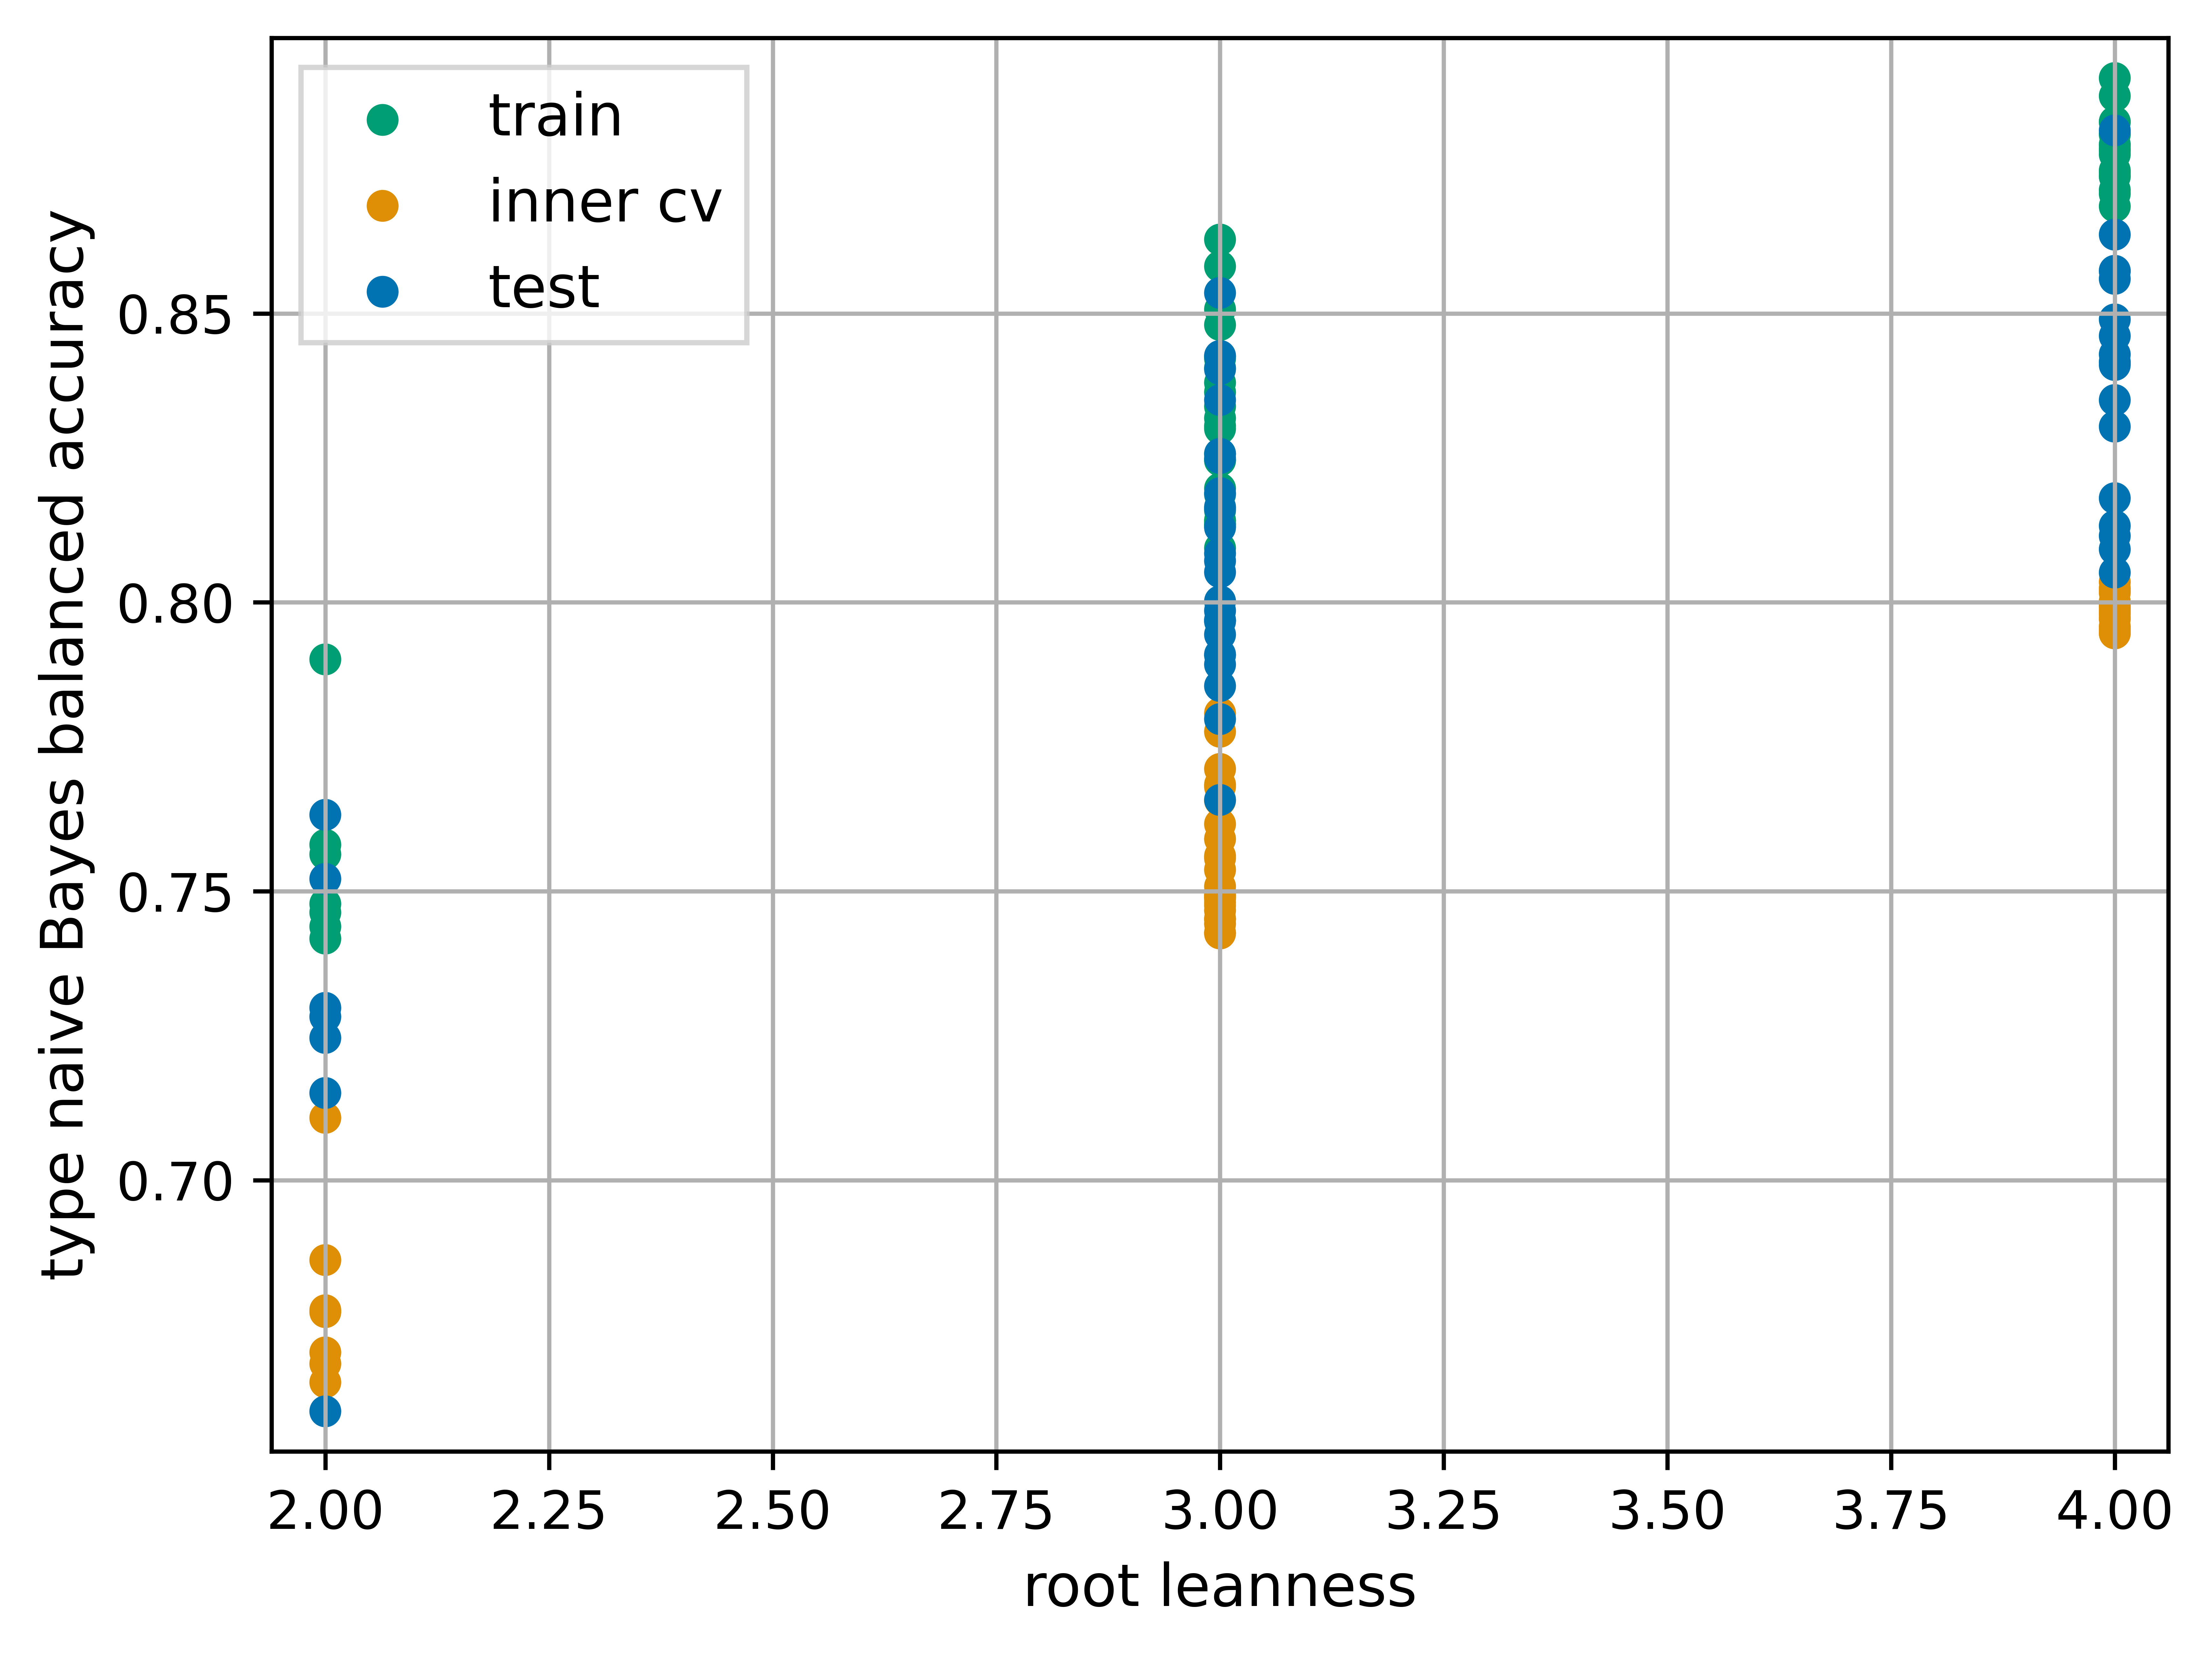 train
inner cv
test
type naive Bayes balanced accuracy
0.85
0.80
0.75
0.70
2.00 2.25 2.50 2.75 3.00 3.25 3.50 3.75 4.00
root leanness